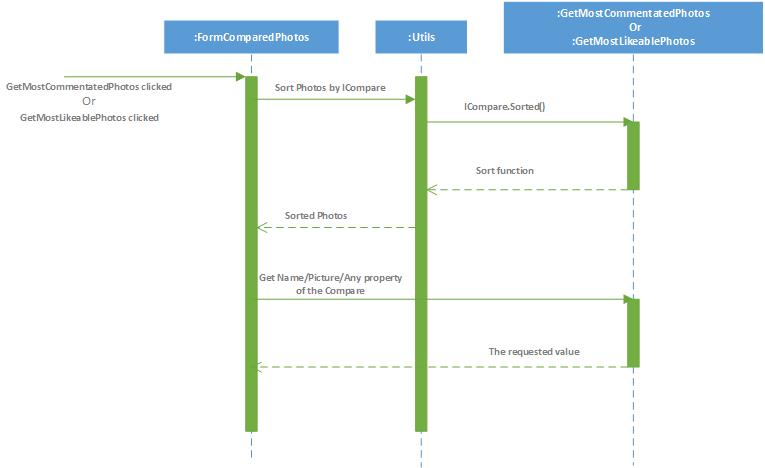 :GetMostCommentatedPhotos
Or
:GetMostLikeablePhotos
:FormComparedPhotos
:Utils
GetMostCommentatedPhotos clicked
Or
GetMostLikeablePhotos clicked
Sort Photos by ICompare
ICompare.Sorted()
Sort function
Sorted Photos
Get Name/Picture/Any property
of the Compare
The requested value